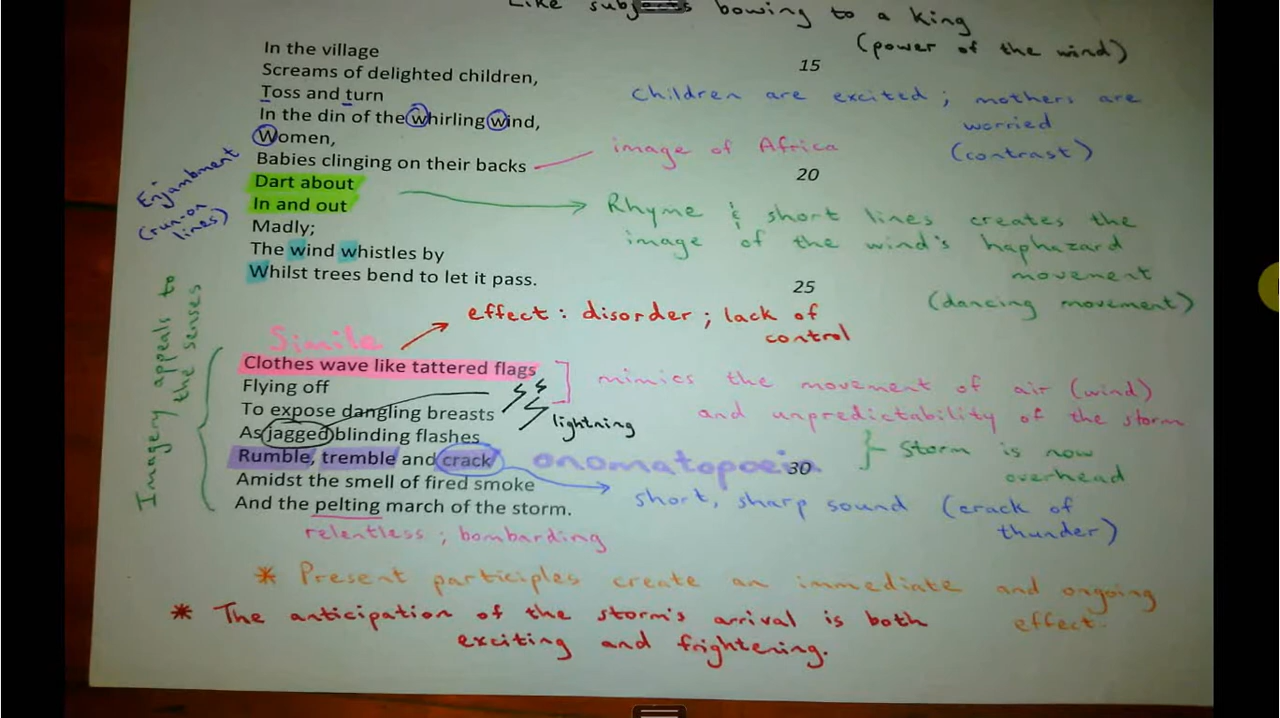 Like subjects bowing to a king
(power of the wind)
In the village
15
Screams of delighted children,
Toss and turn
children are excited; mothers are
worried
(contrast)
In the din of the whirling wind,
Women,
image of Africa
Babies clinging on their backs
20
Enjambment
(run-on
lines)
Dart about
In and out
Rhyme & short lines creates the
image of the wind's haphazard
movement
(dancing movement)
Madly;
The wind whistles by
Whilst trees bend to let it pass.
25
effect: disorder; lack of
control
Imagery appeals to
the senses
Simile
Clothes wave like tattered flags
Flying off
mimics the movement of air (wind)
and unpredictability of the storm
To expose dangling breasts
lightning
As jagged blinding flashes
Rumble, tremble and crack
onomatopoeia
30
Storm is now
overhead
Amidst the smell of fired smoke
short, sharp sound (crack of
thunder)
And the pelting march of the storm.
relentless; bombarding
* Present participles create an immediate and ongoing
effect.
* The anticipation of the storm's arrival is both
exciting and frightening.